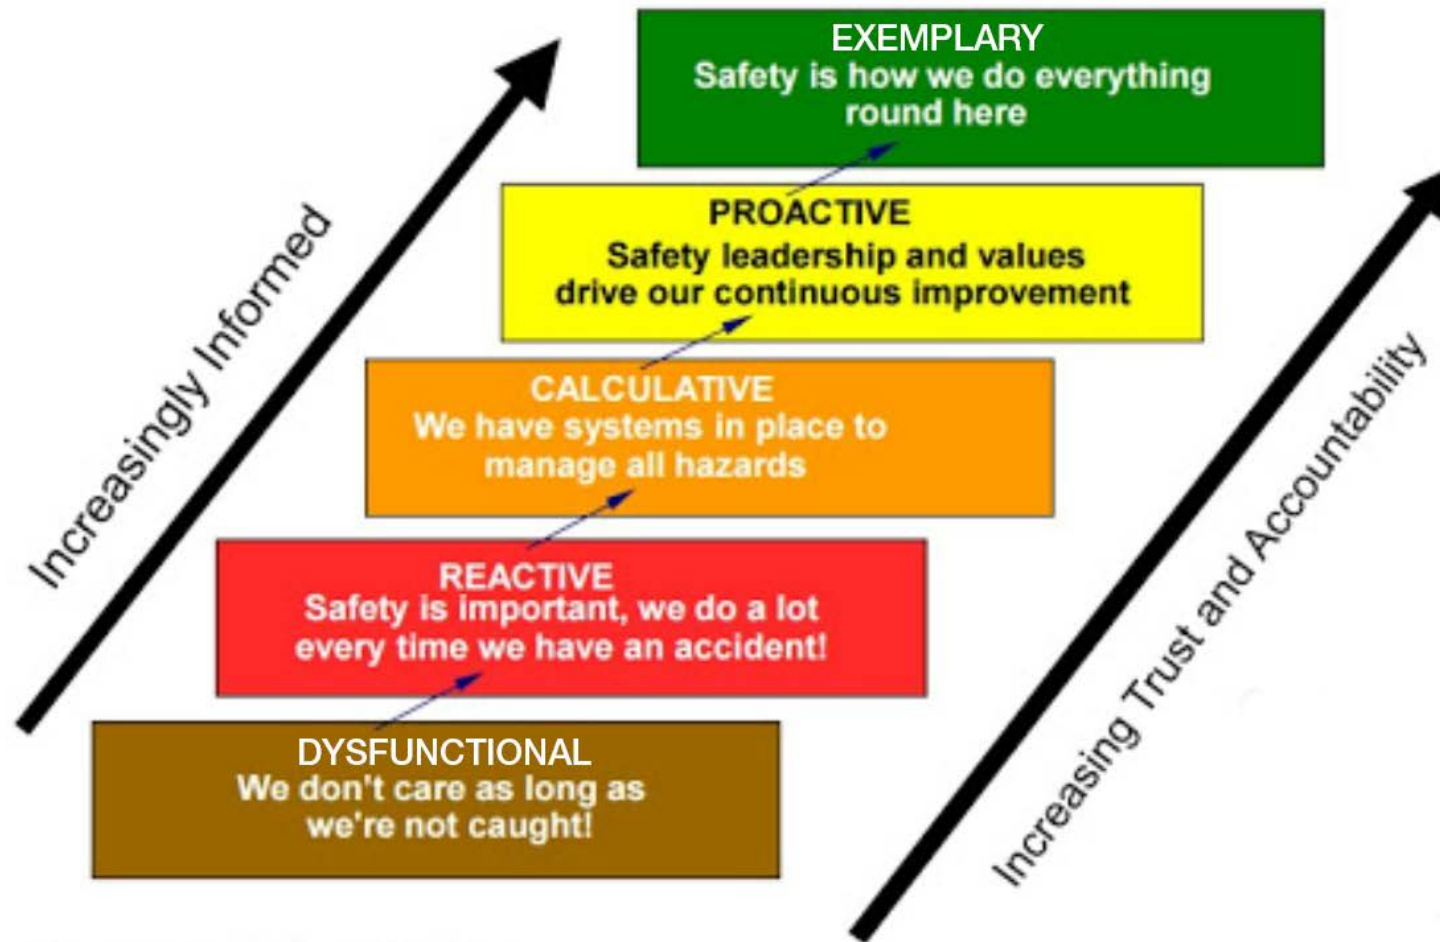 EXEMPLARY
Safety is how we do everything
round here
PROACTIVE
Safety leadership and values
drive our continuous improvement
CALCULATIVE
We have systems in place to
manage all hazards
REACTIVE
Safety is important, we do a lot
every time we have an accident!
DYSFUNCTIONAL
We don't care as long as
we're not caught!
Increasingly Informed
Increasing Trust and Accountability